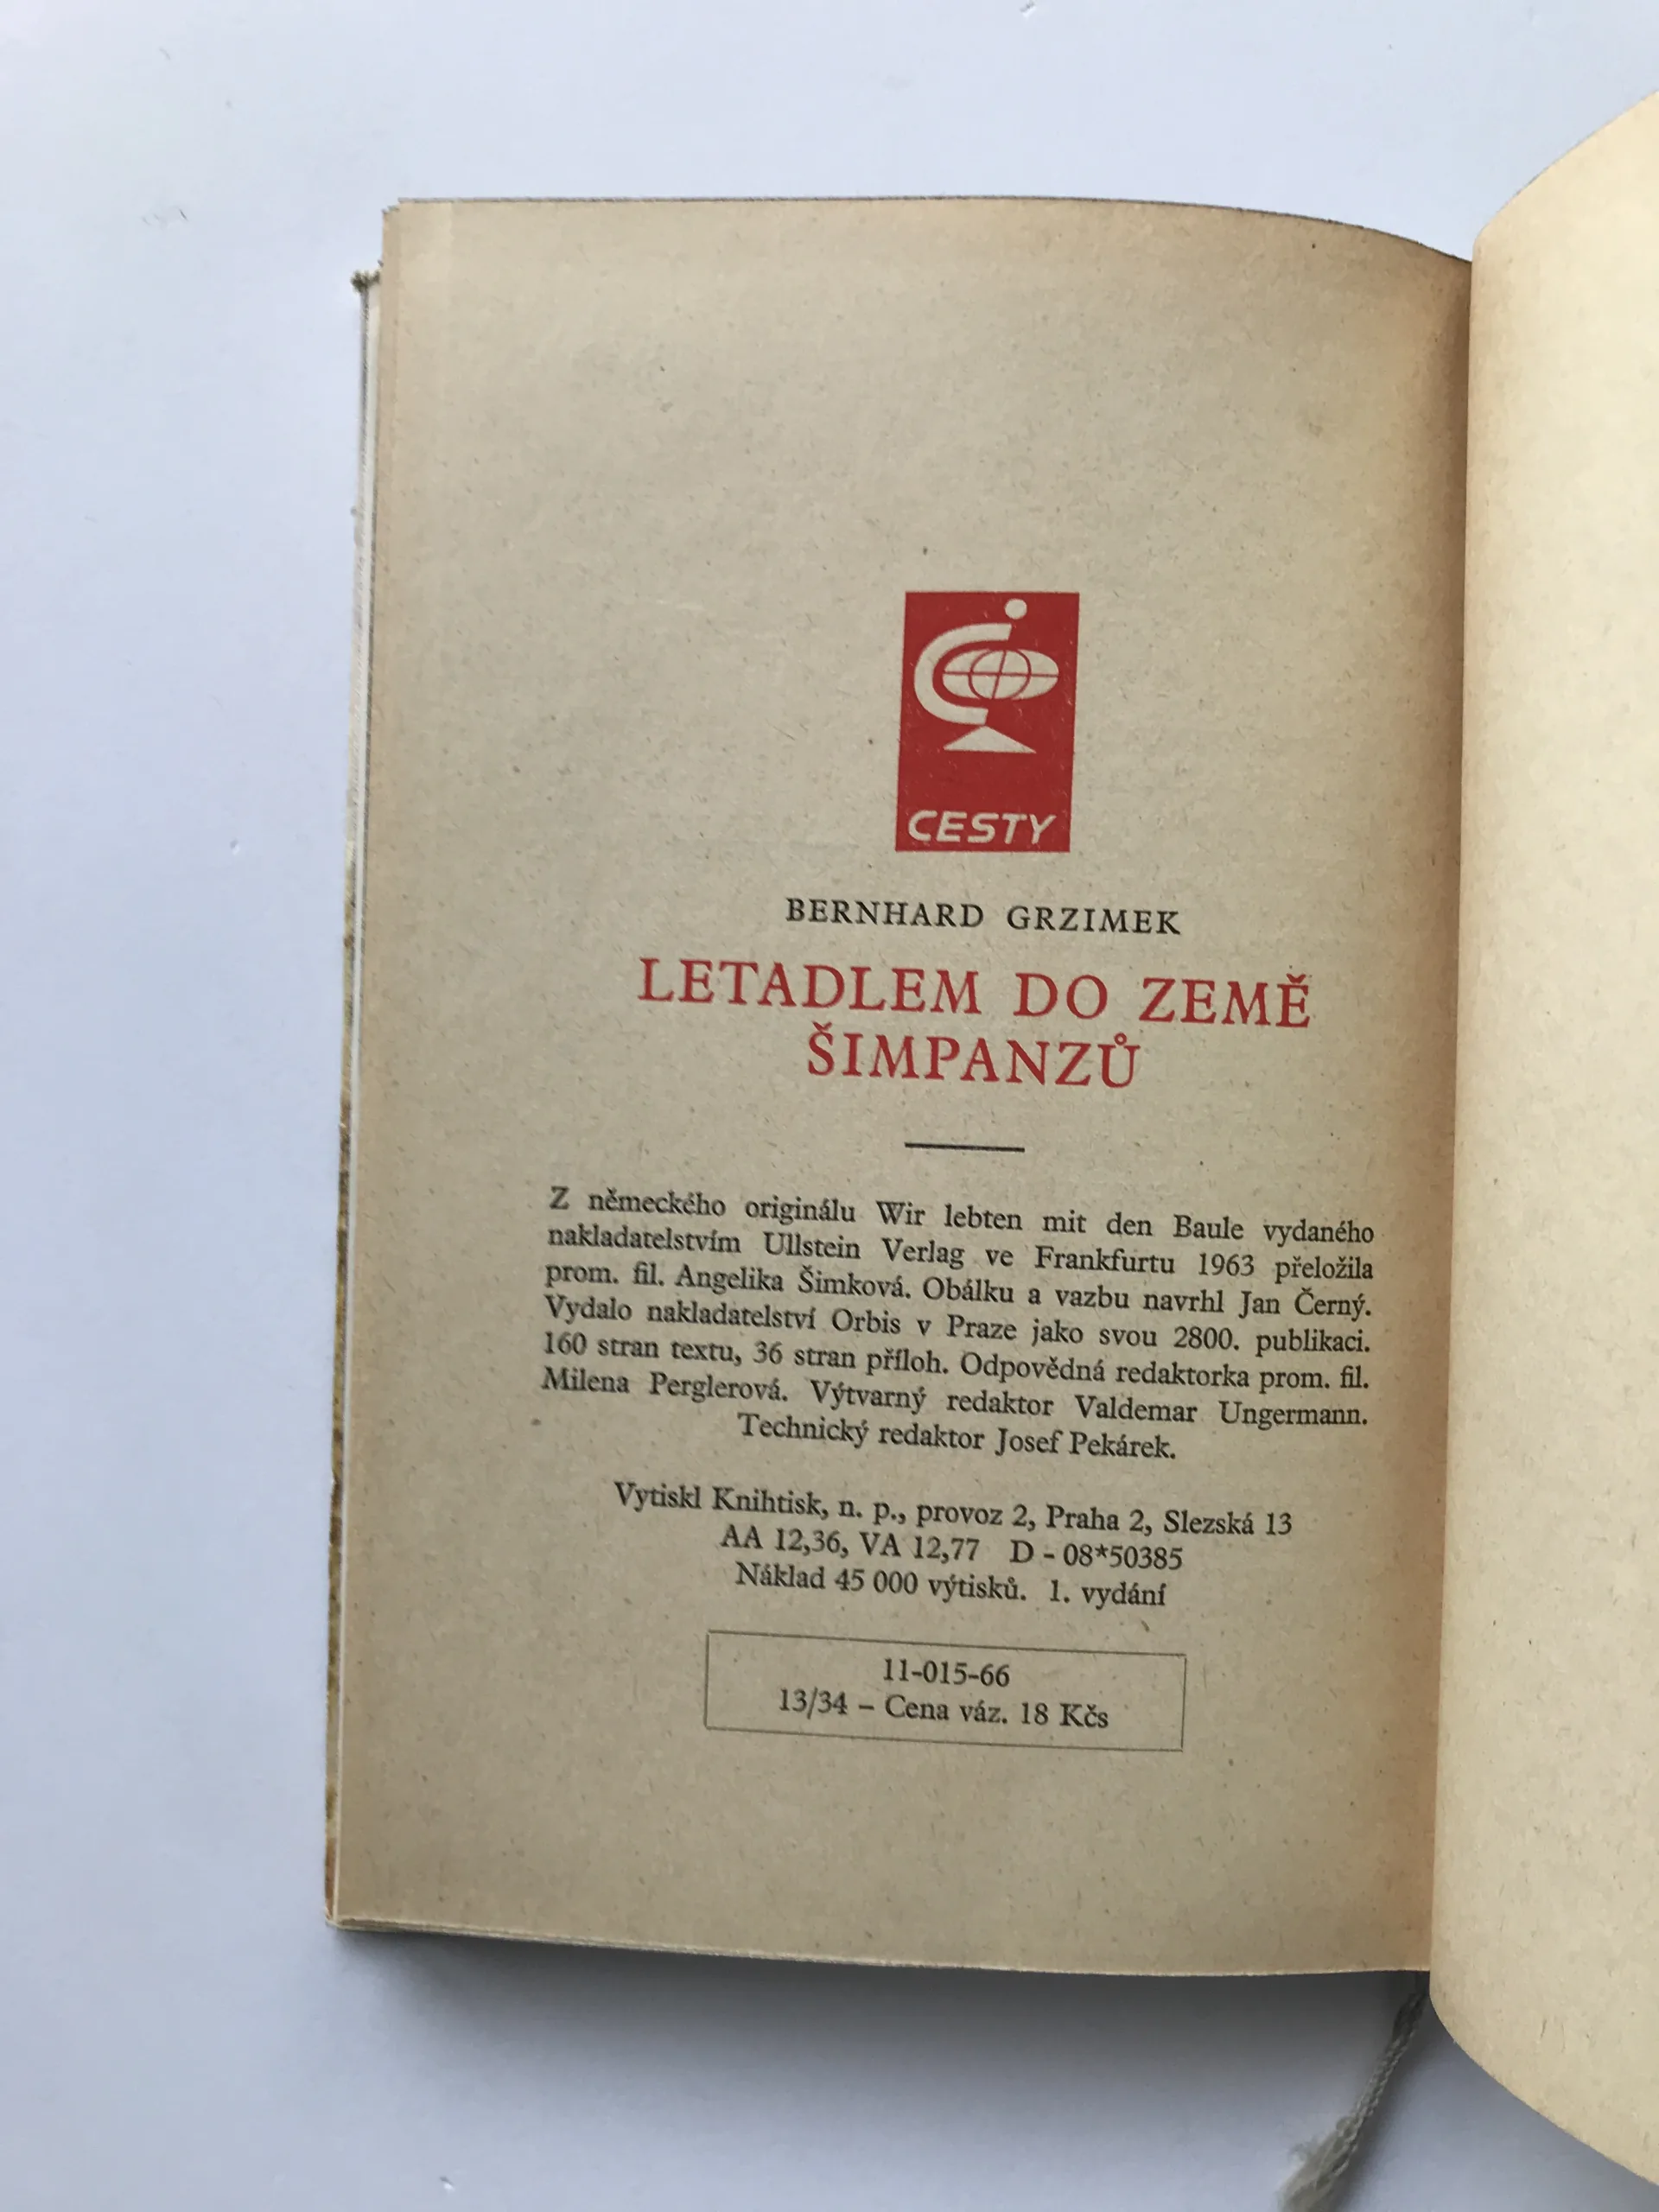 CESTY
BERNHARD GRZIMEK
LETADLEM DO ZEMĚ
ŠIMPANZŮ
Z německého originálu Wir lebten mit den Baule vydaného
nakladatelstvím Ullstein Verlag ve Frankfurtu 1963 přeložila
prom. fil. Angelika Šimková. Obálku a vazbu navrhl Jan Černý.
Vydalo nakladatelství Orbis v Praze jako svou 2800. publikaci.
160 stran textu, 36 stran příloh. Odpovědná redaktorka prom. fil.
Milena Perglerová. Výtvarný redaktor Valdemar Ungermann.
Technický redaktor Josef Pekárek.
Vytiskl Knihtisk, n. p., provoz 2, Praha 2, Slezská 13
AA 12,36, VA 12,77 D - 08*50385
Náklad 45 000 výtisků. 1. vydání
11-015-66
13/34 – Cena váz. 18 Kčs